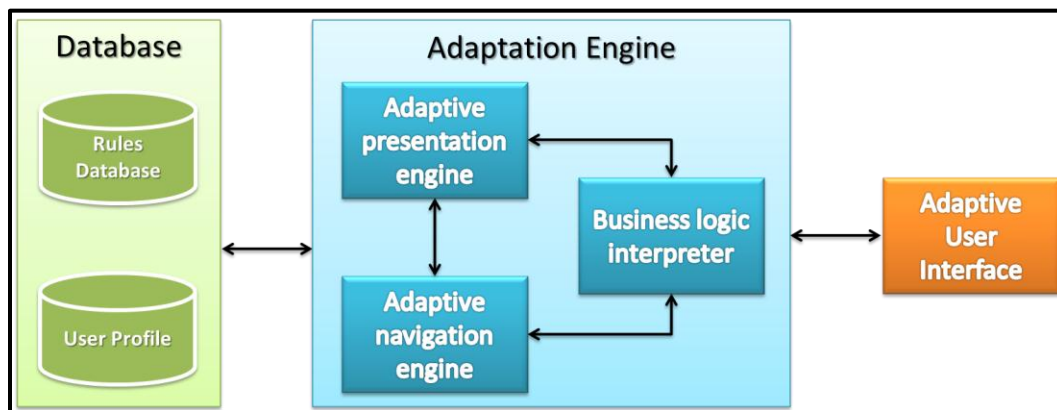 Database
Rules
Database
User Profile
Adaptation Engine
Adaptive
presentation
engine
Adaptive
navigation
engine
Business logic
interpreter
Adaptive
User
Interface